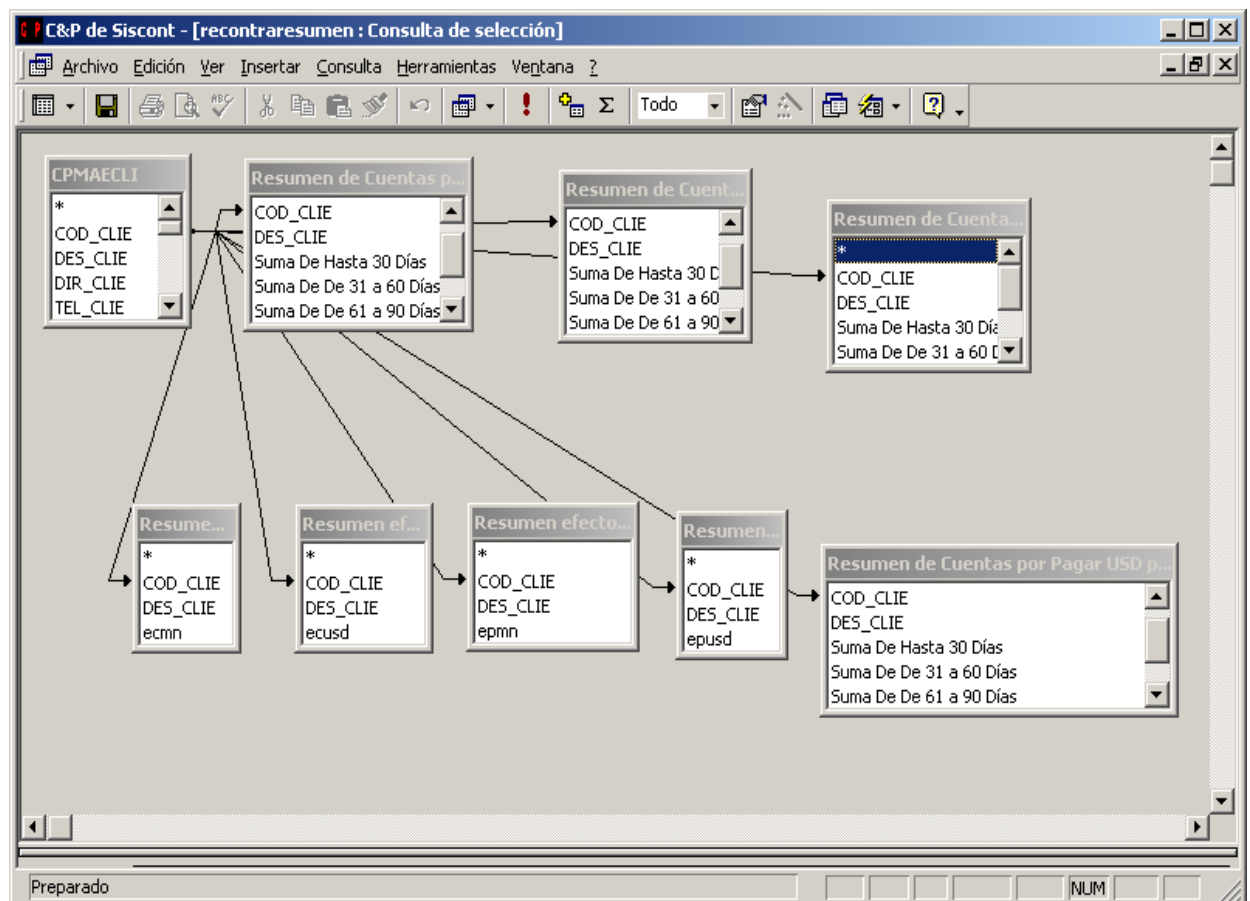 C&P de Siscont - [recontraresumen : Consulta de selección]
Archivo Edición Ver Insertar Consulta Herramientas Ventana ?
ABC Σ Todo
CPMAECLI
*
COD_CLIE
DES_CLIE
DIR_CLIE
TEL_CLIE
Resumen de Cuentas p...
COD_CLIE
DES_CLIE
Suma De Hasta 30 Días
Suma De De 31 a 60 Días
Suma De De 61 a 90 Días
Resumen de Cuent...
COD_CLIE
DES_CLIE
Suma De Hasta 30 D
Suma De De 31 a 60
Suma De De 61 a 90
Resumen de Cuenta...
*
COD_CLIE
DES_CLIE
Suma De Hasta 30 Día
Suma De De 31 a 60 D
Resume...
*
COD_CLIE
DES_CLIE
ecmn
Resumen ef...
*
COD_CLIE
DES_CLIE
ecusd
Resumen efecto...
*
COD_CLIE
DES_CLIE
epmn
Resumen...
*
COD_CLIE
DES_CLIE
epusd
Resumen de Cuentas por Pagar USD p...
COD_CLIE
DES_CLIE
Suma De Hasta 30 Días
Suma De De 31 a 60 Días
Suma De De 61 a 90 Días
Preparado NUM